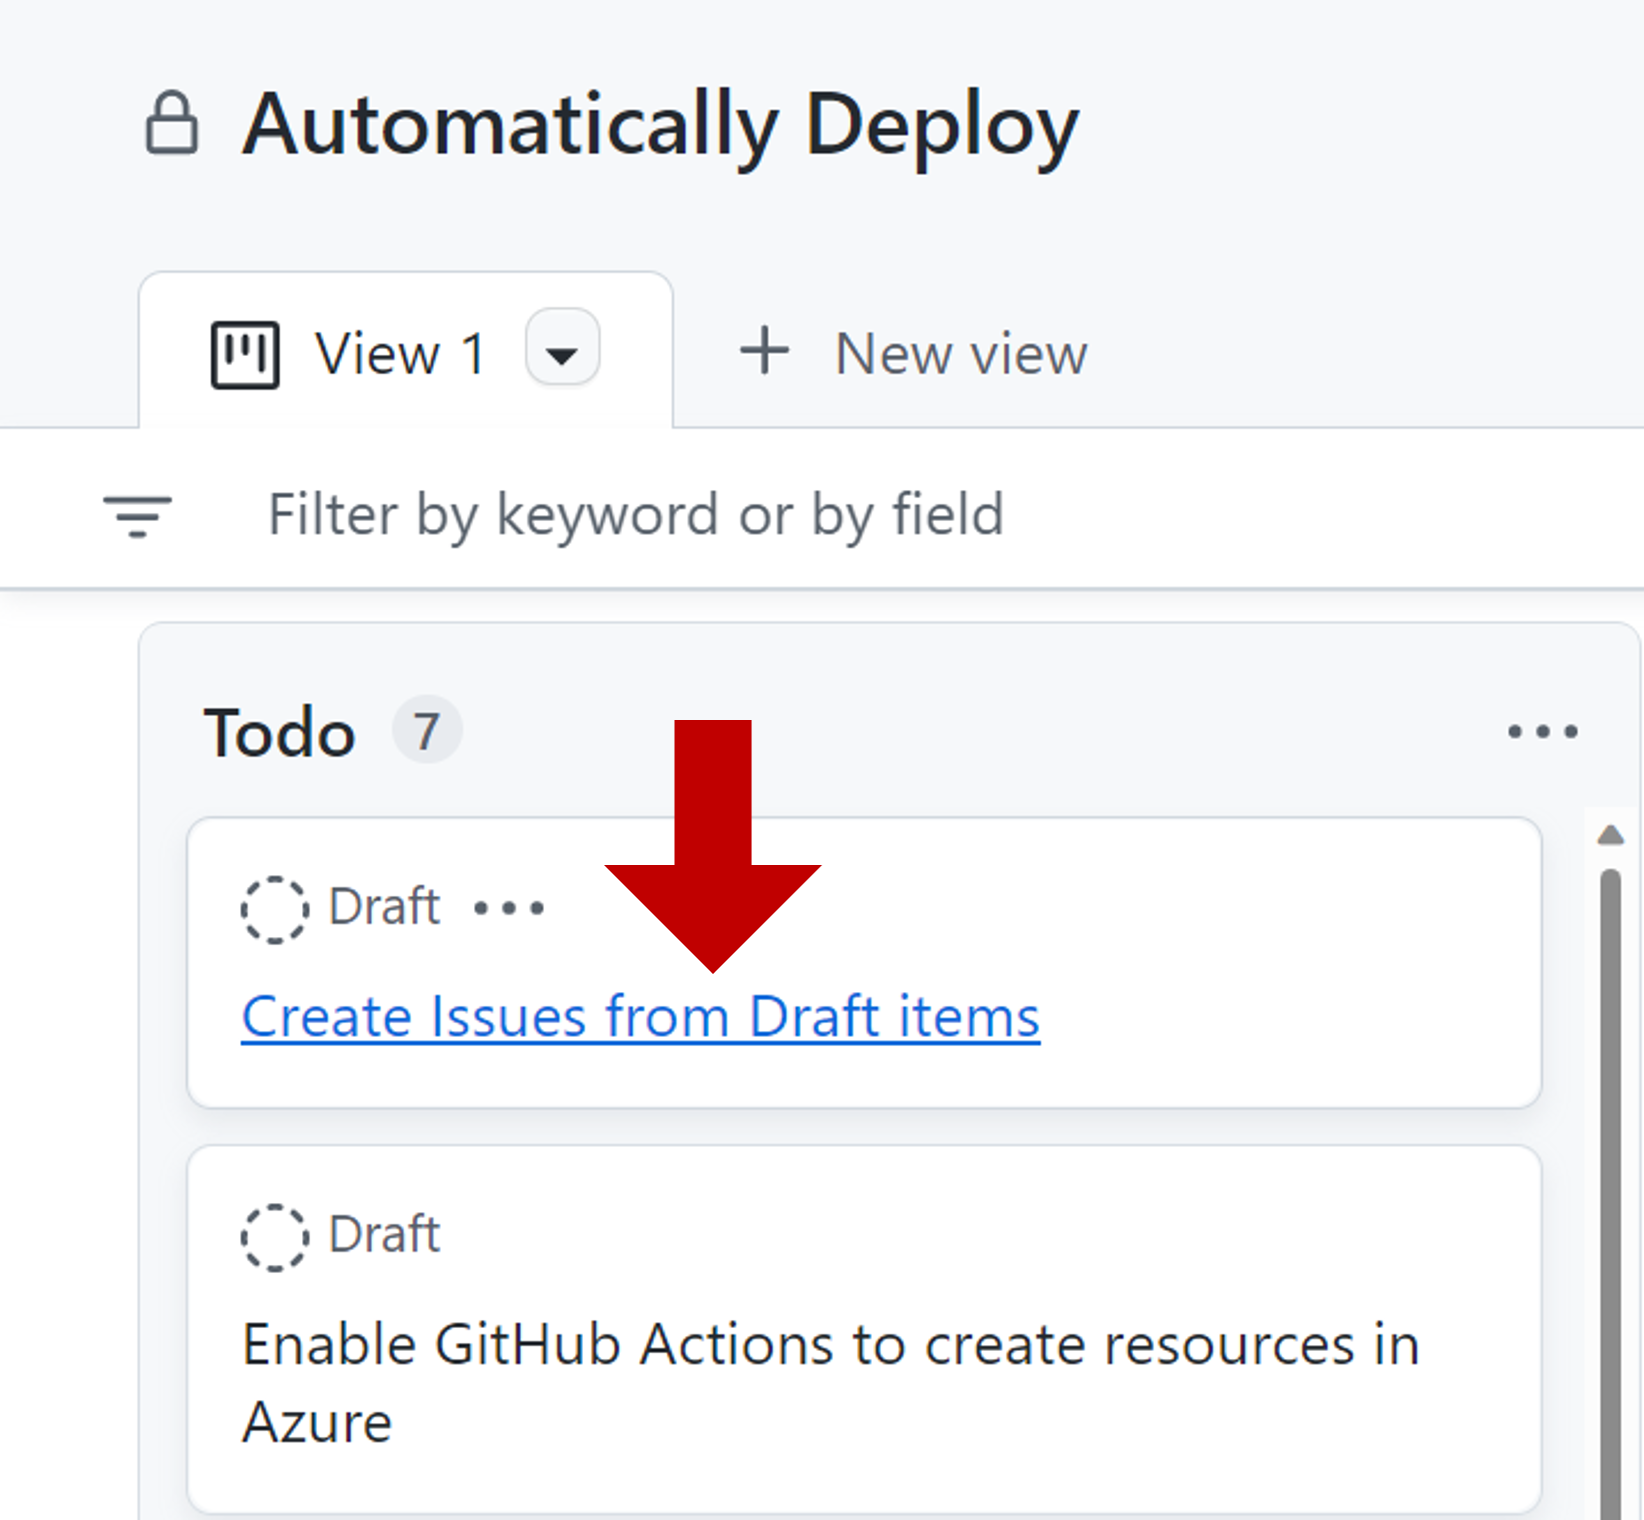 Automatically Deploy
View 1
New view
Filter by keyword or by field
Todo 7
Draft
Create Issues from Draft items
Draft
Enable GitHub Actions to create resources in
Azure